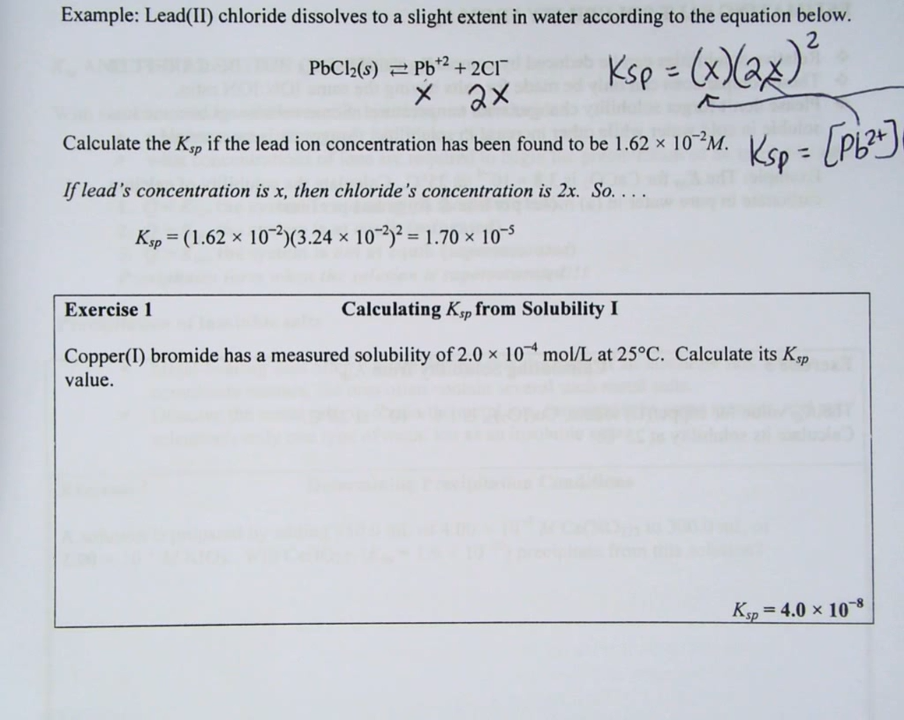 Example: Lead(II) chloride dissolves to a slight extent in water according to the equation below.
PbCl₂(s) ⇌ Pb⁺² + 2Cl⁻
x 2x
Ksp = (x)(2x)²
Ksp = [Pb²⁺]
Calculate the Ksp if the lead ion concentration has been found to be 1.62 × 10⁻²M.
If lead's concentration is x, then chloride's concentration is 2x. So. . . .
Ksp = (1.62 × 10⁻²)(3.24 × 10⁻²)² = 1.70 × 10⁻⁵
Exercise 1 Calculating Ksp from Solubility I
Copper(I) bromide has a measured solubility of 2.0 × 10⁻⁴ mol/L at 25°C. Calculate its Ksp
value.
Ksp = 4.0 × 10⁻⁸